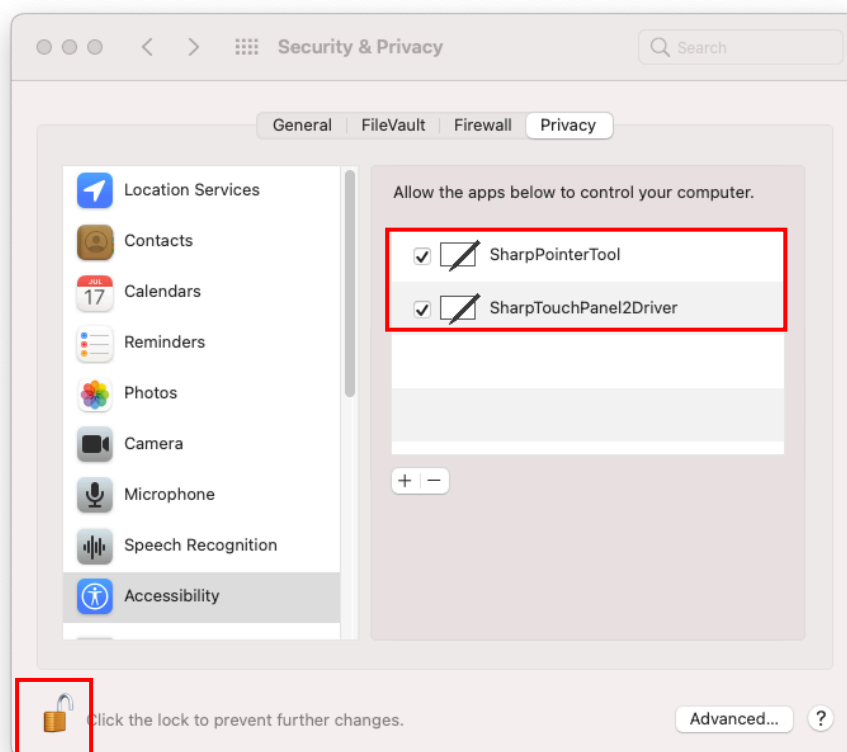 Security & Privacy
Search
General
FileVault
Firewall
Privacy
Location Services
Contacts
JUL
17
Calendars
Reminders
Photos
Camera
Microphone
Speech Recognition
Accessibility
Allow the apps below to control your computer.
SharpPointerTool
SharpTouchPanel2Driver
+ −
Click the lock to prevent further changes.
Advanced...
?